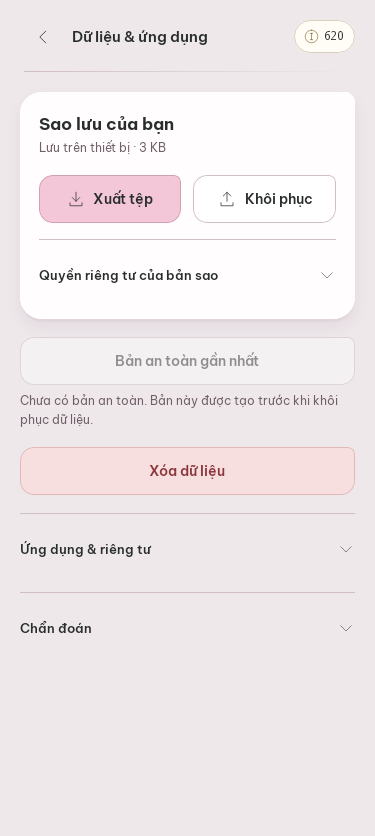 Dữ liệu & ứng dụng
620
Sao lưu của bạn
Lưu trên thiết bị · 3 KB
Xuất tệp
Khôi phục
Quyền riêng tư của bản sao
Bản an toàn gần nhất
Chưa có bản an toàn. Bản này được tạo trước khi khôi
phục dữ liệu.
Xóa dữ liệu
Ứng dụng & riêng tư
Chẩn đoán